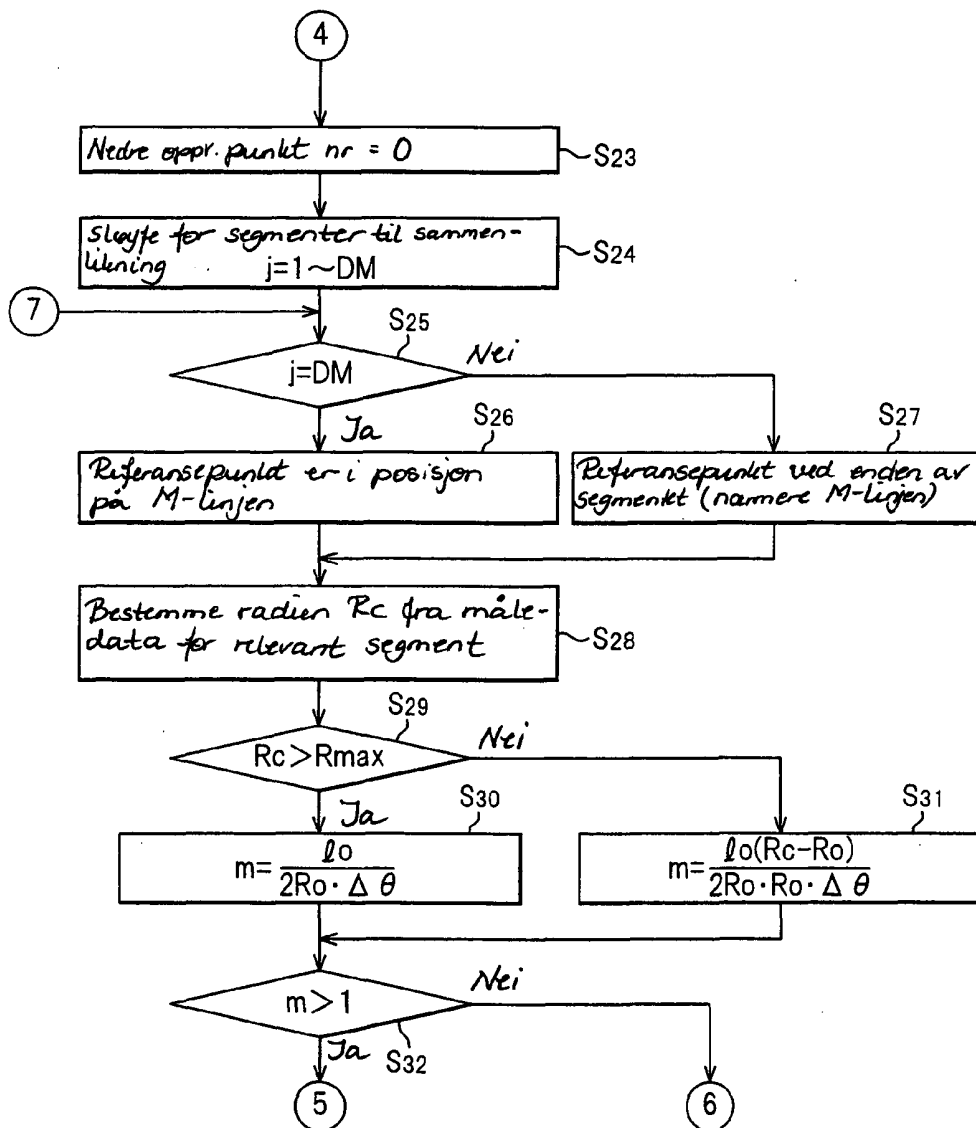 4
Nedre oppr. punkt nr = 0
S23
Sløyfe for segmenter til sammen-
likning j=1~DM
S24
7
S25
j=DM
Nei
Ja
S26
S27
Referansepunkt er i posisjon
på M-linjen
Referansepunkt ved enden av
segmentet (nærmere M-linjen)
Bestemme radien Rc fra måle-
data for relevant segment
S28
S29
Rc>Rmax
Nei
Ja
S30
S31
m=ℓo/2Ro·Δθ
m=ℓo(Rc-Ro)/2Ro·Ro·Δθ
Nei
m>1
Ja
S32
5
6